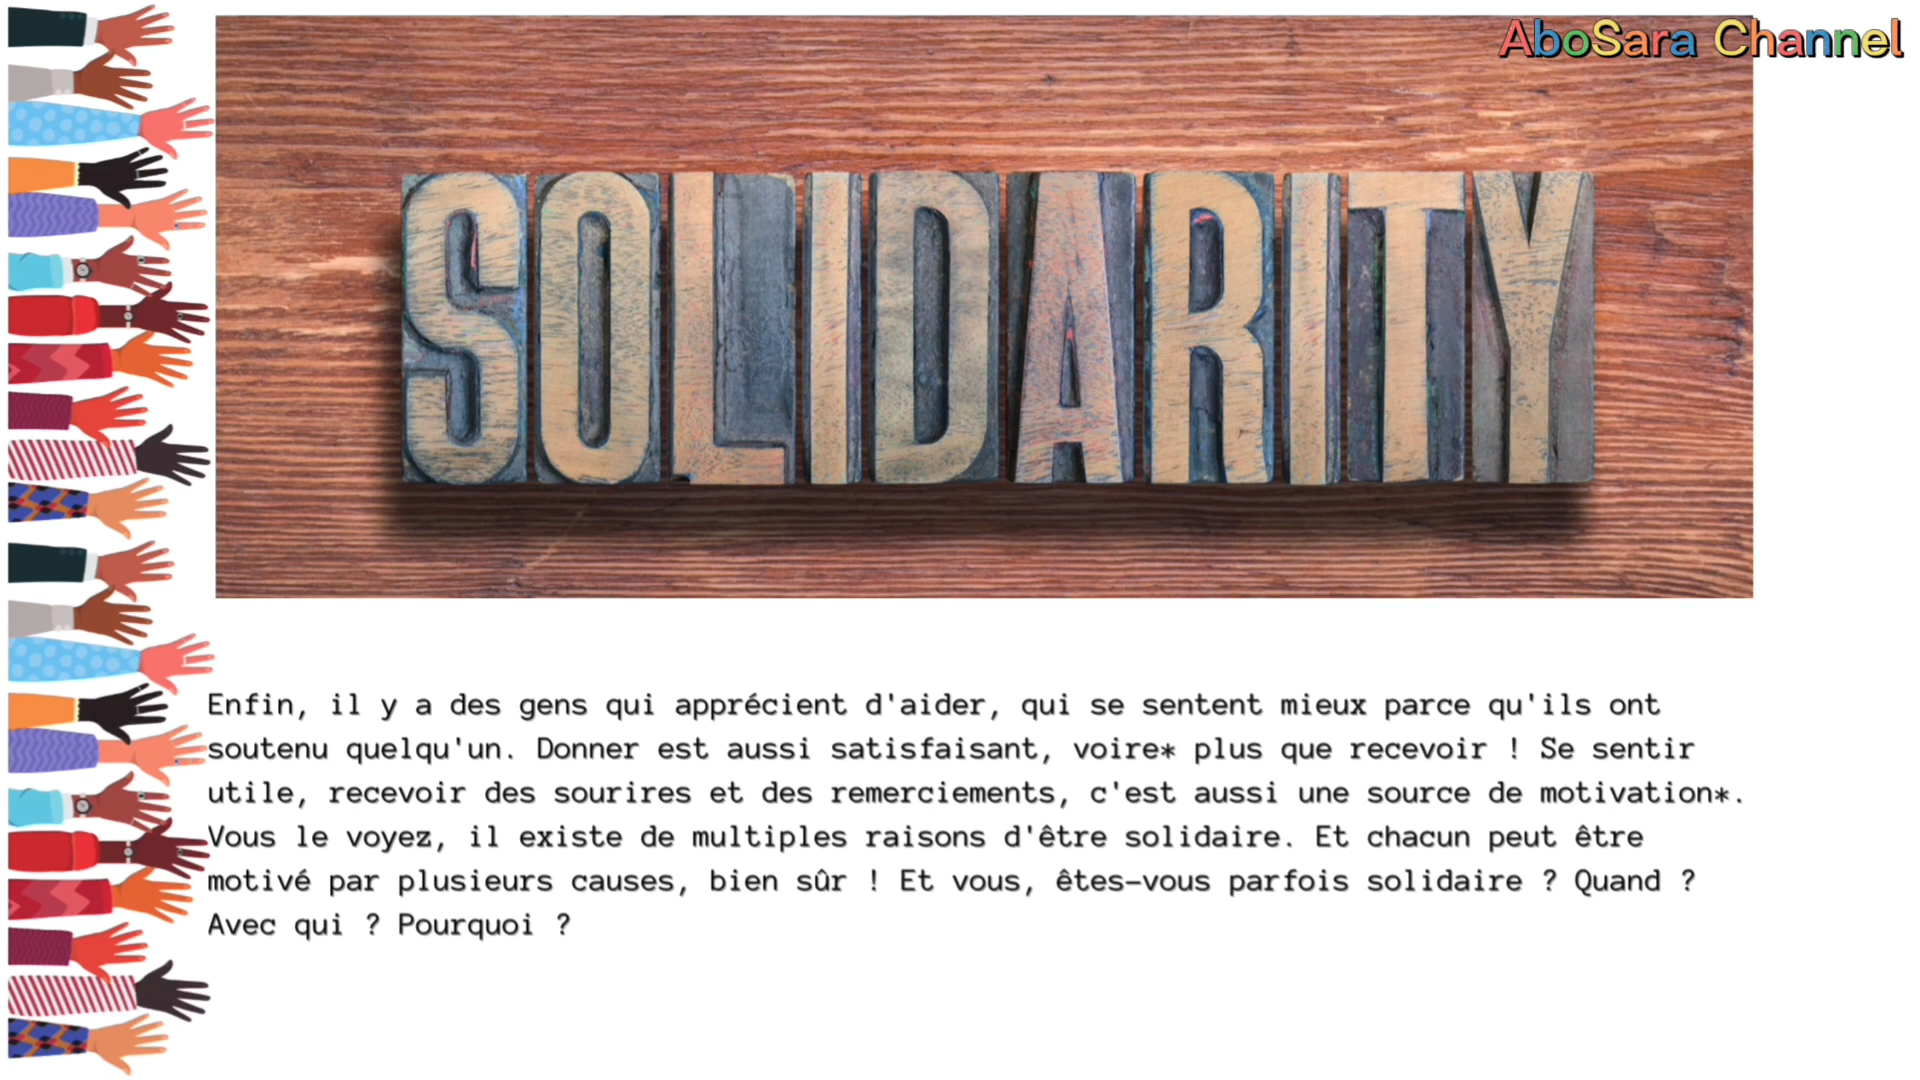 AboSara Channel
SOLIDARITY
Enfin, il y a des gens qui apprécient d'aider, qui se sentent mieux parce qu'ils ont
soutenu quelqu'un. Donner est aussi satisfaisant, voire* plus que recevoir ! Se sentir
utile, recevoir des sourires et des remerciements, c'est aussi une source de motivation*.
Vous le voyez, il existe de multiples raisons d'être solidaire. Et chacun peut être
motivé par plusieurs causes, bien sûr ! Et vous, êtes-vous parfois solidaire ? Quand ?
Avec qui ? Pourquoi ?